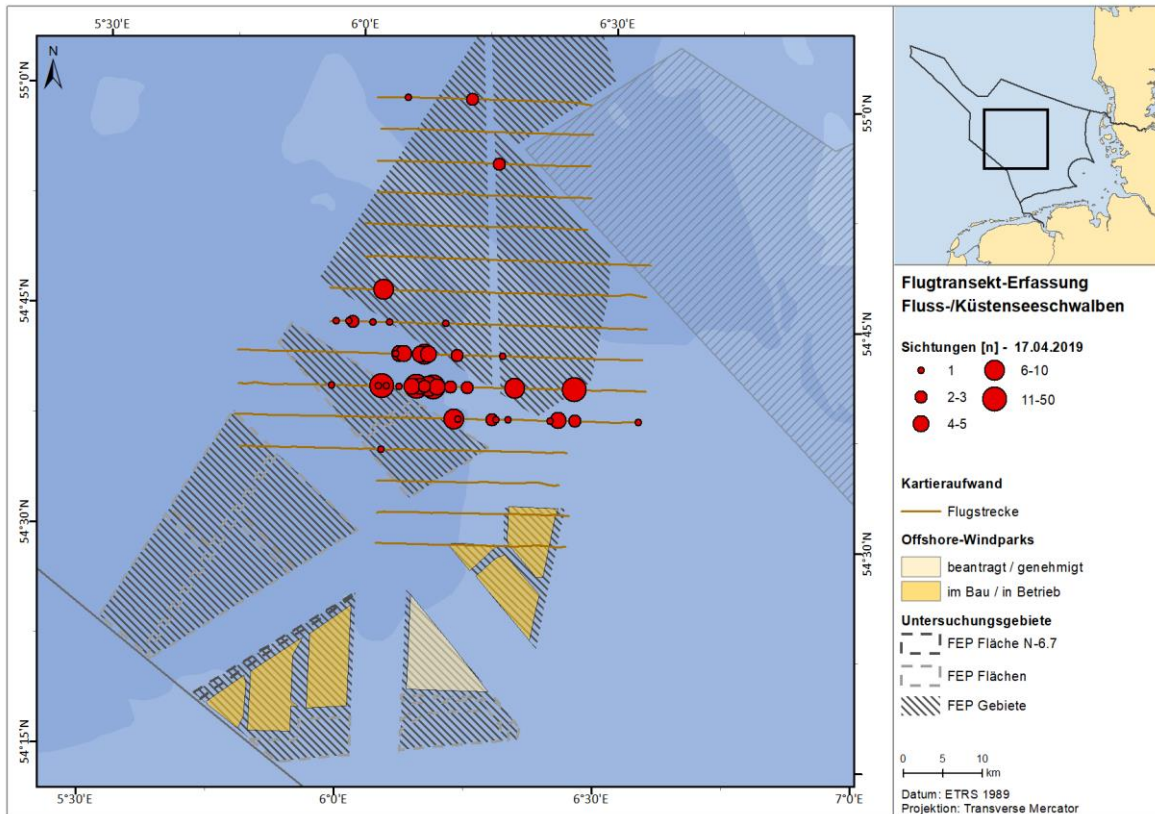 5°30'E
6°0'E
6°30'E
N
55°0'N
55°0'N
54°45'N
54°45'N
54°30'N
54°30'N
54°15'N
5°30'E
6°0'E
6°30'E
7°0'E
Flugtransekt-Erfassung
Fluss-/Küstenseeschwalben
Sichtungen [n] - 17.04.2019
1
6-10
2-3
11-50
4-5
Kartieraufwand
Flugstrecke
Offshore-Windparks
beantragt / genehmigt
im Bau / in Betrieb
Untersuchungsgebiete
FEP Fläche N-6.7
FEP Flächen
FEP Gebiete
0 5 10
km
Datum: ETRS 1989
Projektion: Transverse Mercator